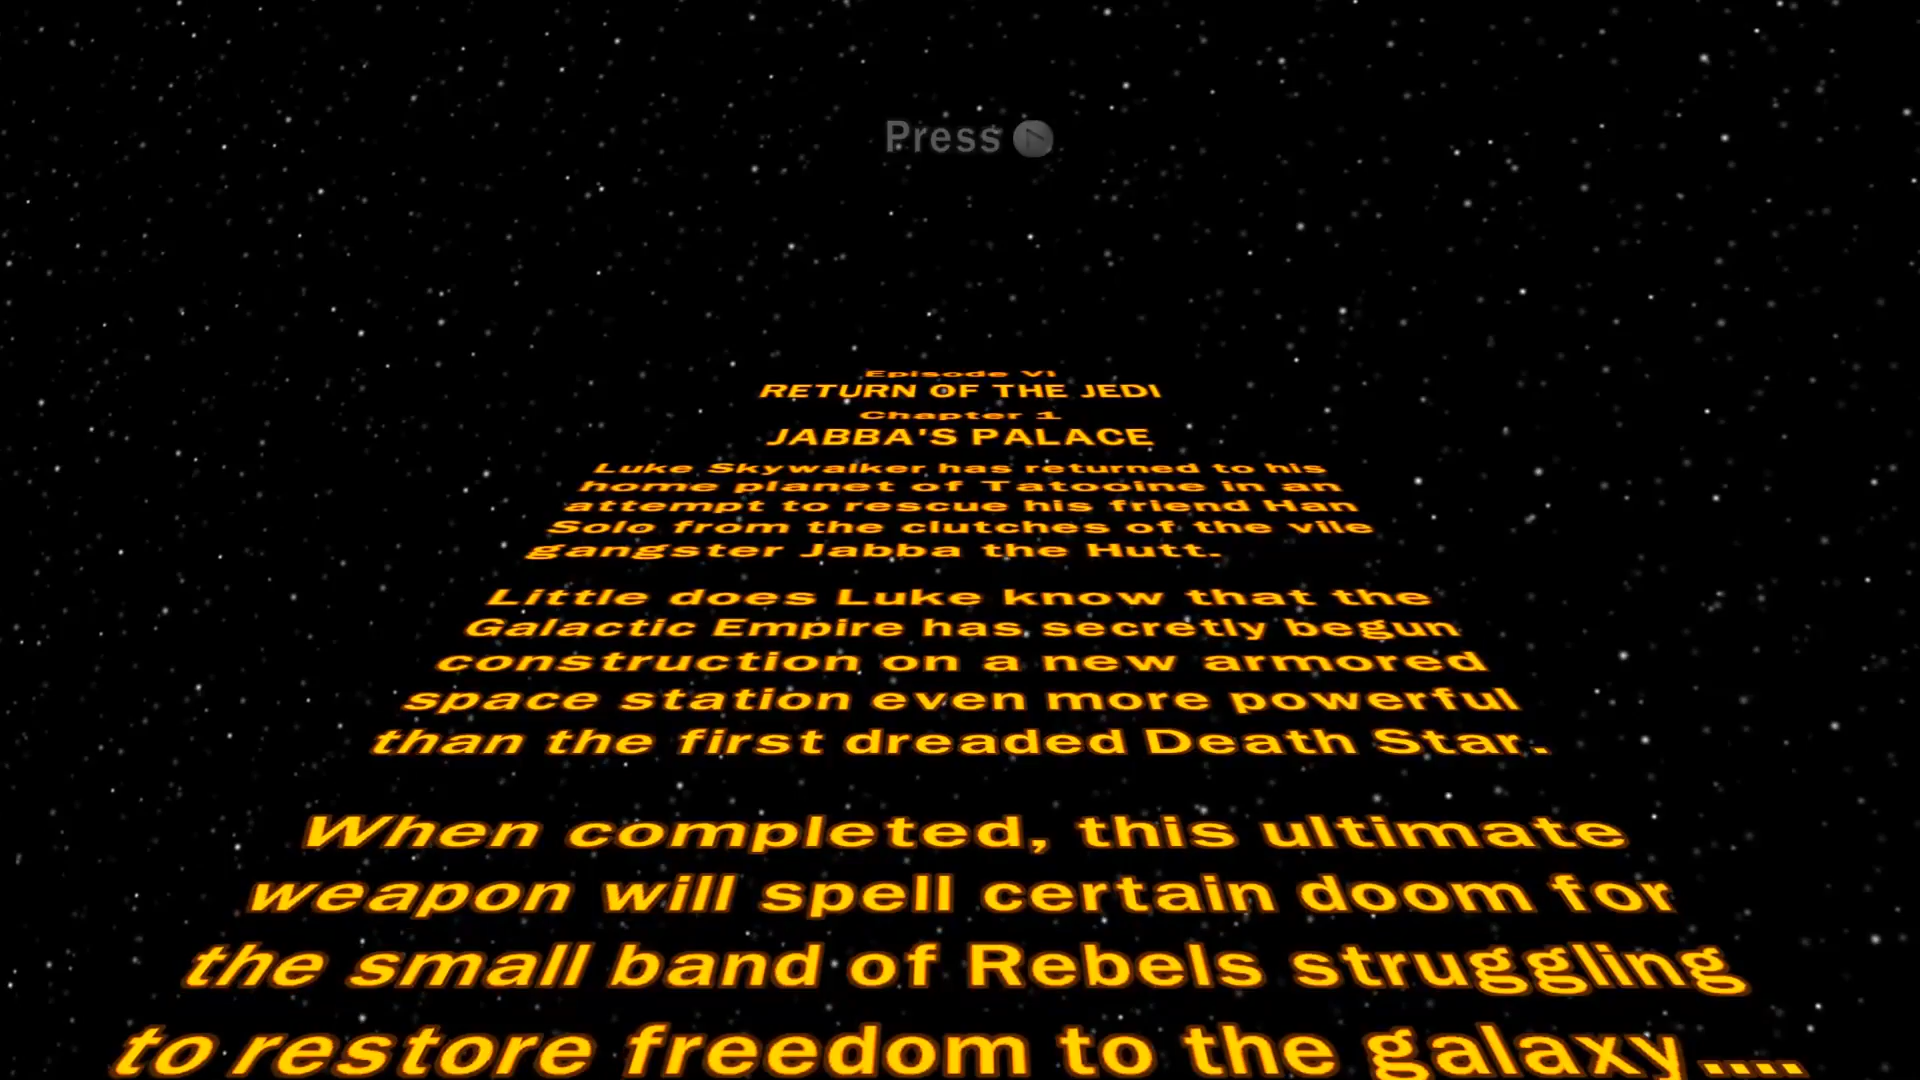 Press
Episode VI
RETURN OF THE JEDI
Chapter 1
JABBA'S PALACE
Luke Skywalker has returned to his
home planet of Tatooine in an
attempt to rescue his friend Han
Solo from the clutches of the vile
gangster Jabba the Hutt.
Little does Luke know that the
Galactic Empire has secretly begun
construction on a new armored
space station even more powerful
than the first dreaded Death Star.
When completed, this ultimate
weapon will spell certain doom for
the small band of Rebels struggling
to restore freedom to the galaxy....